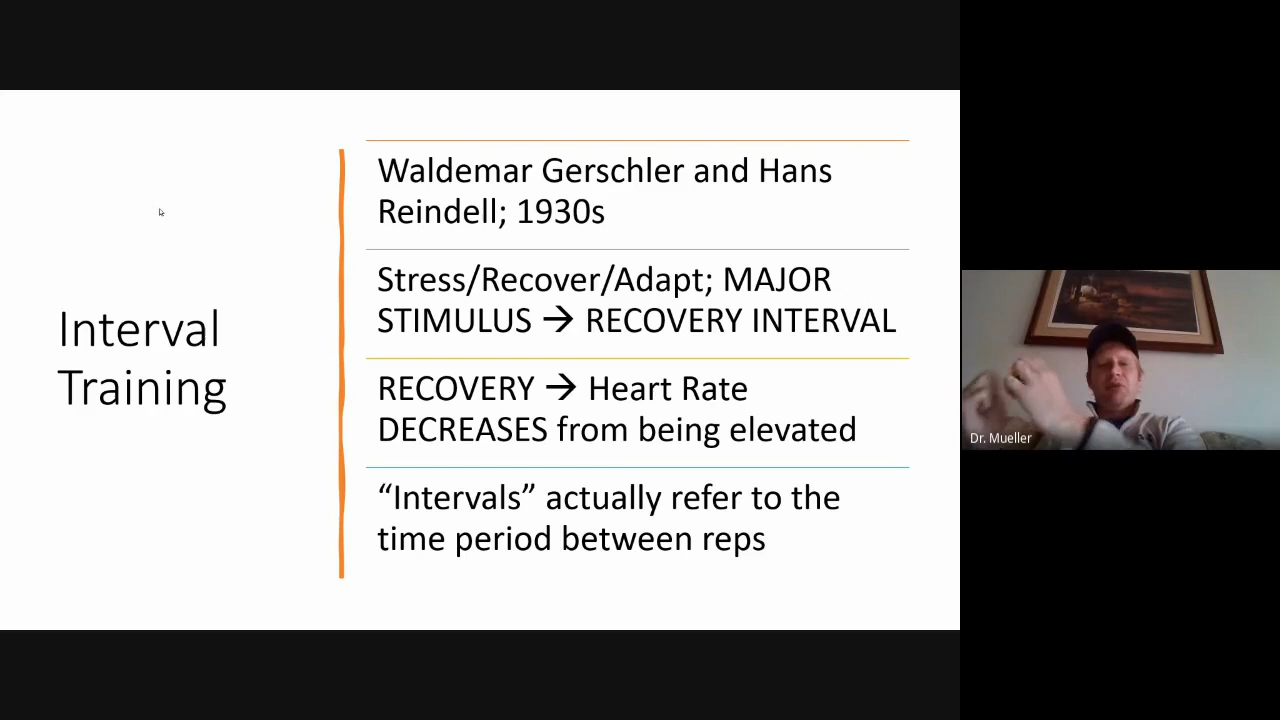 Interval
Training
Waldemar Gerschler and Hans
Reindell; 1930s
Stress/Recover/Adapt; MAJOR
STIMULUS → RECOVERY INTERVAL
RECOVERY → Heart Rate
DECREASES from being elevated
“Intervals” actually refer to the
time period between reps
Dr. Mueller